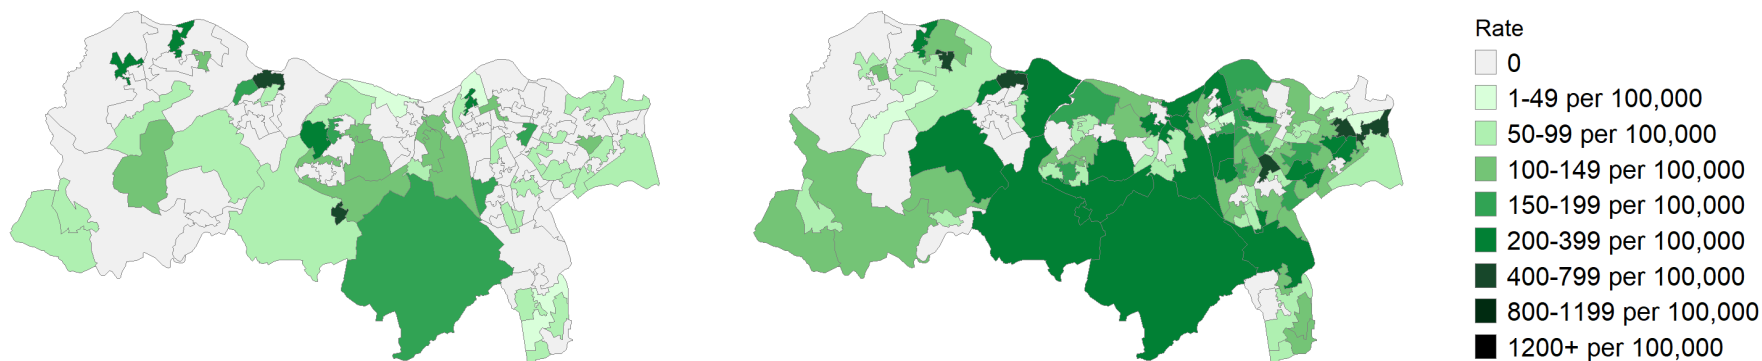 Rate
0
1-49 per 100,000
50-99 per 100,000
100-149 per 100,000
150-199 per 100,000
200-399 per 100,000
400-799 per 100,000
800-1199 per 100,000
1200+ per 100,000